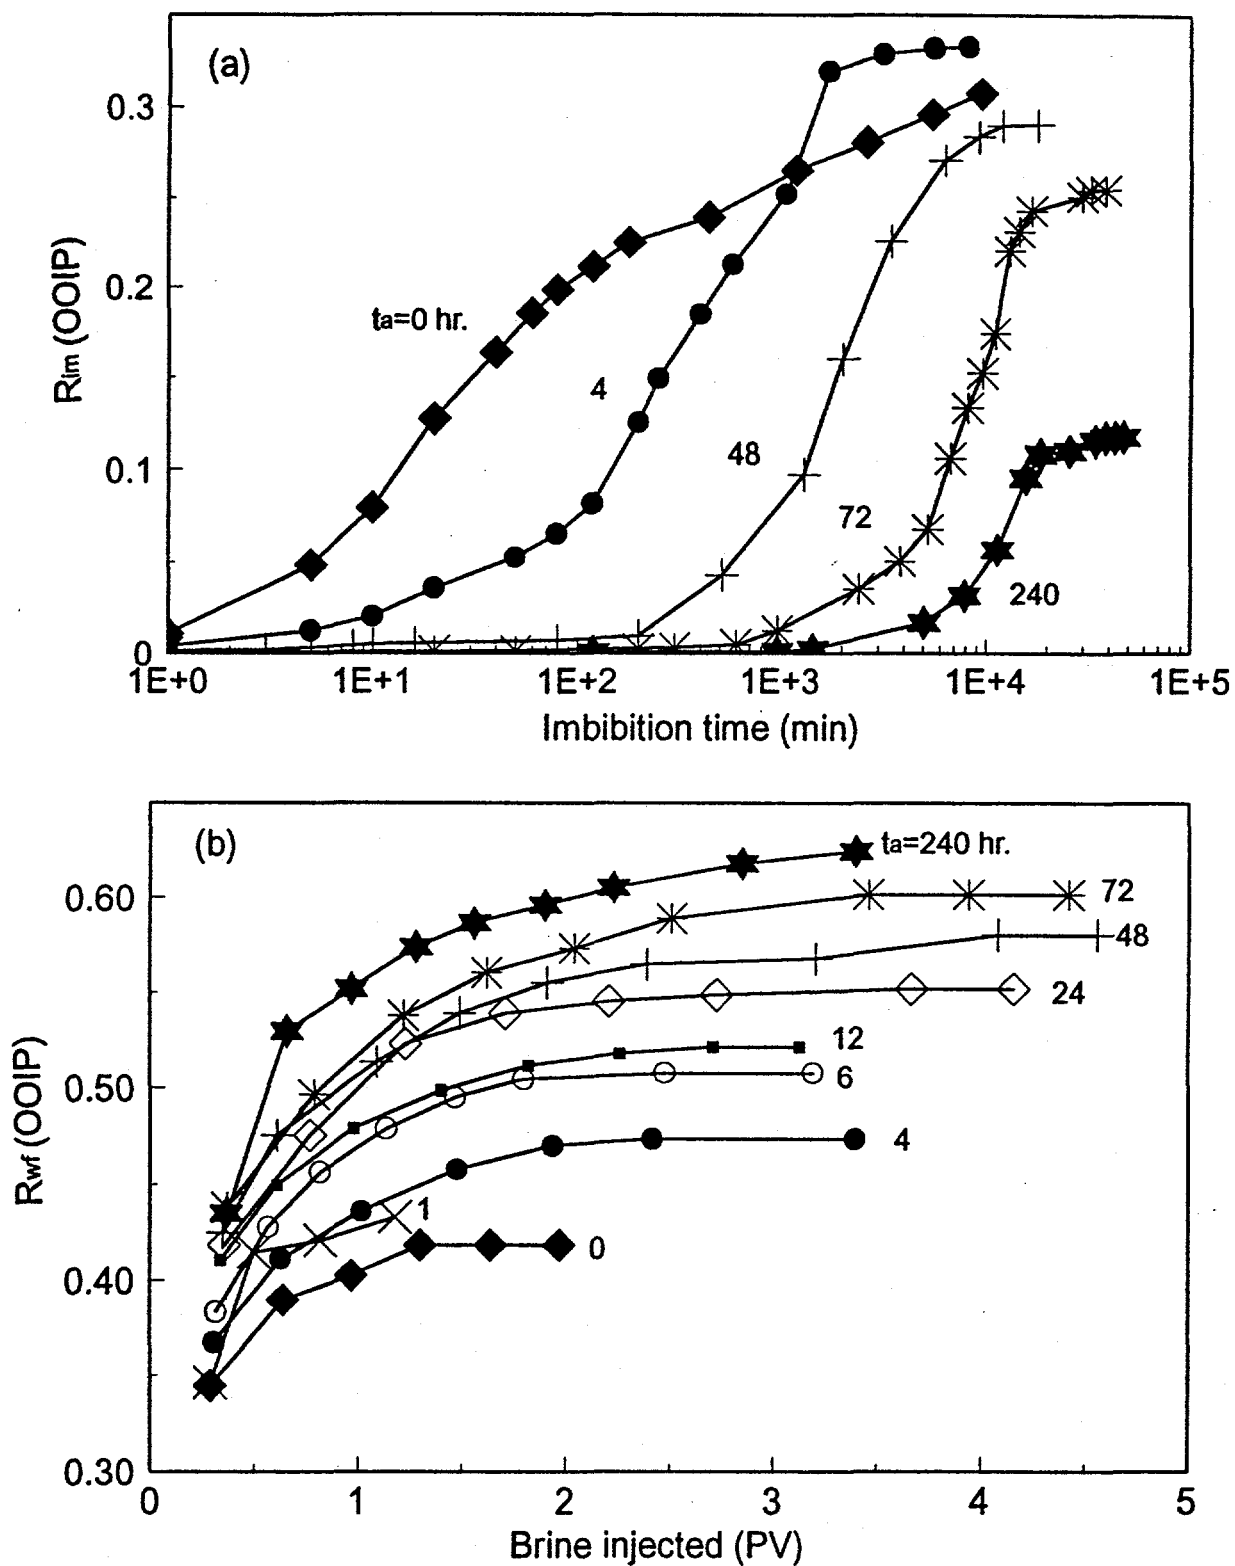 (a)
0.3
0.2
0.1
0
Rim (OOIP)
ta=0 hr.
4
48
72
240
1E+0 1E+1 1E+2 1E+3 1E+4 1E+5
Imbibition time (min)
(b)
0.60
0.50
0.40
0.30
Rwf (OOIP)
ta=240 hr.
72
48
24
12
6
4
1
0
0 1 2 3 4 5
Brine injected (PV)